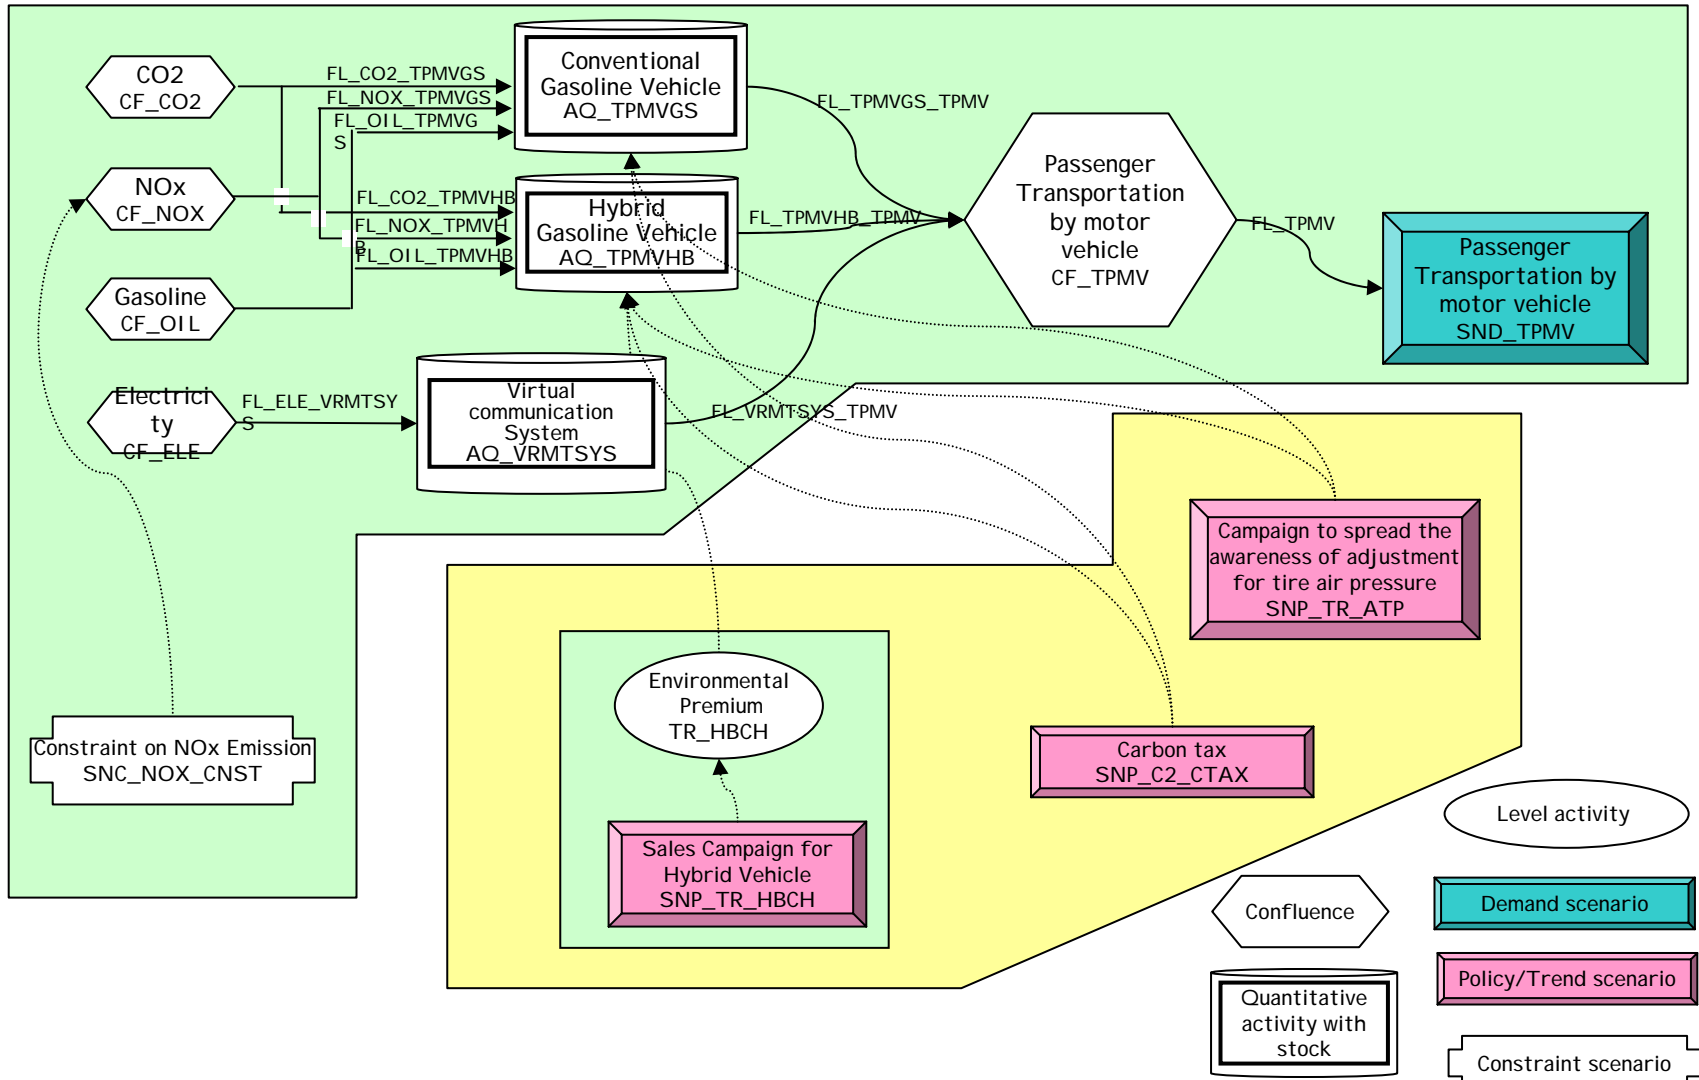 CO2
CF_CO2
FL_CO2_TPMVGS
FL_NOX_TPMVGS
FL_OIL_TPMVG
S
Conventional
Gasoline Vehicle
AQ_TPMVGS
FL_TPMVGS_TPMV
NOx
CF_NOX
FL_CO2_TPMVHB
FL_NOX_TPMVH
B
FL_OIL_TPMVHB
Hybrid
Gasoline Vehicle
AQ_TPMVHB
FL_TPMVHB_TPMV
Passenger
Transportation
by motor
vehicle
CF_TPMV
FL_TPMV
Passenger
Transportation by
motor vehicle
SND_TPMV
Gasoline
CF_OIL
Electrici
ty
CF_ELE
FL_ELE_VRMTSY
S
Virtual
communication
System
AQ_VRMTSYS
FL_VRMTSYS_TPMV
Campaign to spread the
awareness of adjustment
for tire air pressure
SNP_TR_ATP
Environmental
Premium
TR_HBCH
Constraint on NOx Emission
SNC_NOX_CNST
Carbon tax
SNP_C2_CTAX
Sales Campaign for
Hybrid Vehicle
SNP_TR_HBCH
Level activity
Confluence
Demand scenario
Policy/Trend scenario
Quantitative
activity with
stock
Constraint scenario